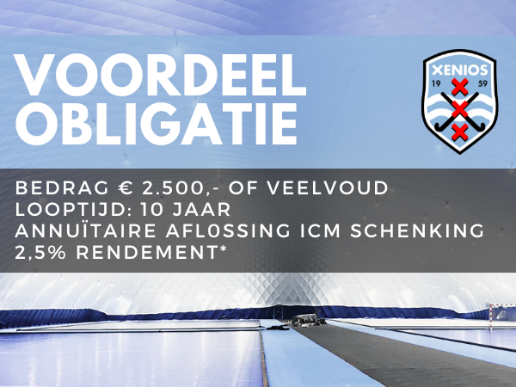 VOORDEEL
OBLIGATIE
XENIOS
19 59
BEDRAG € 2.500,- OF VEELVOUD
LOOPTIJD: 10 JAAR
ANNUÏTAIRE AFL0SSING ICM SCHENKING
2,5% RENDEMENT*